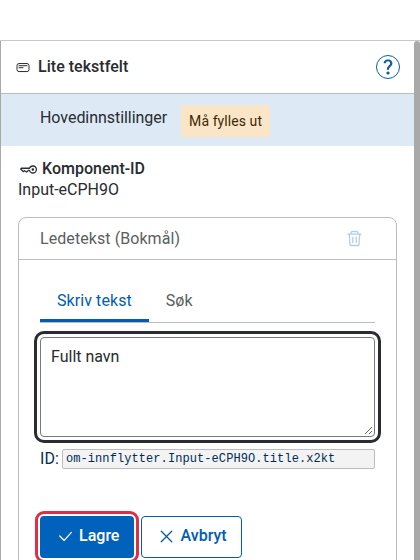 Lite tekstfelt
?
Hovedinnstillinger Må fylles ut
Komponent-ID
Input-eCPH9O
Ledetekst (Bokmål)
Skriv tekst Søk
Fullt navn
ID: om-innflytter.Input-eCPH9O.title.x2kt
Lagre Avbryt